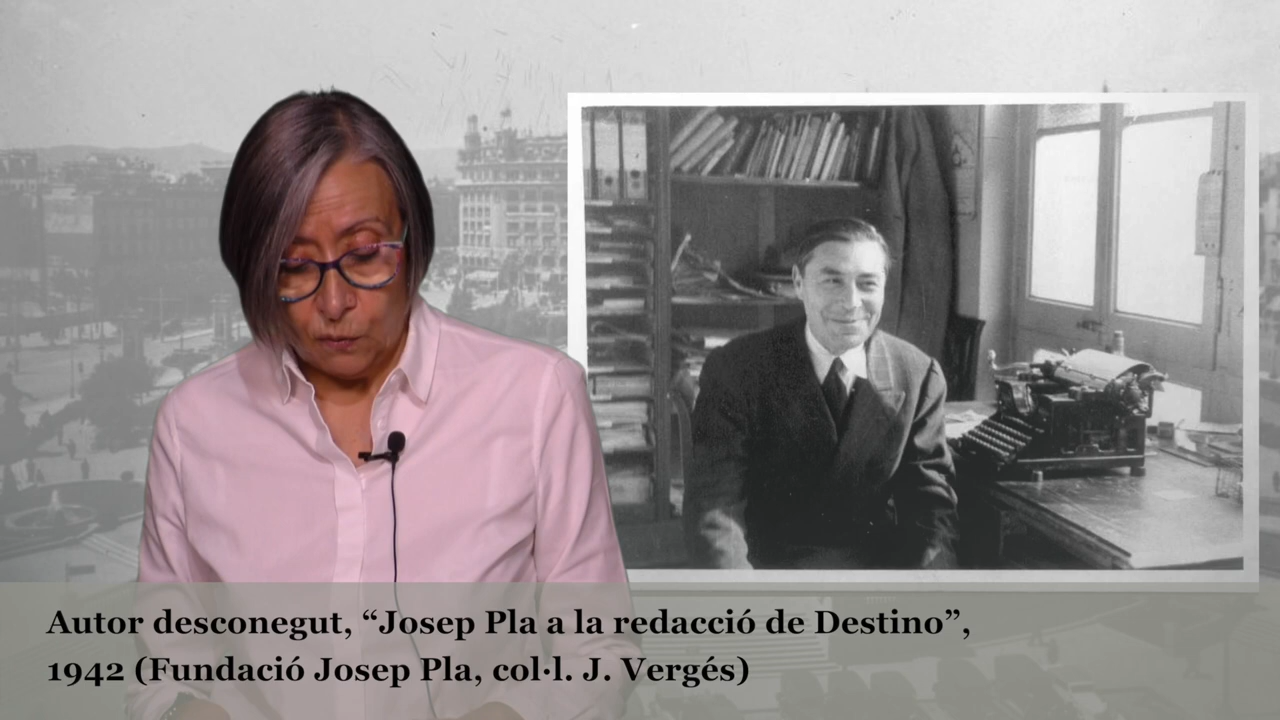 Autor desconegut, “Josep Pla a la redacció de Destino”,
1942 (Fundació Josep Pla, col·l. J. Vergés)